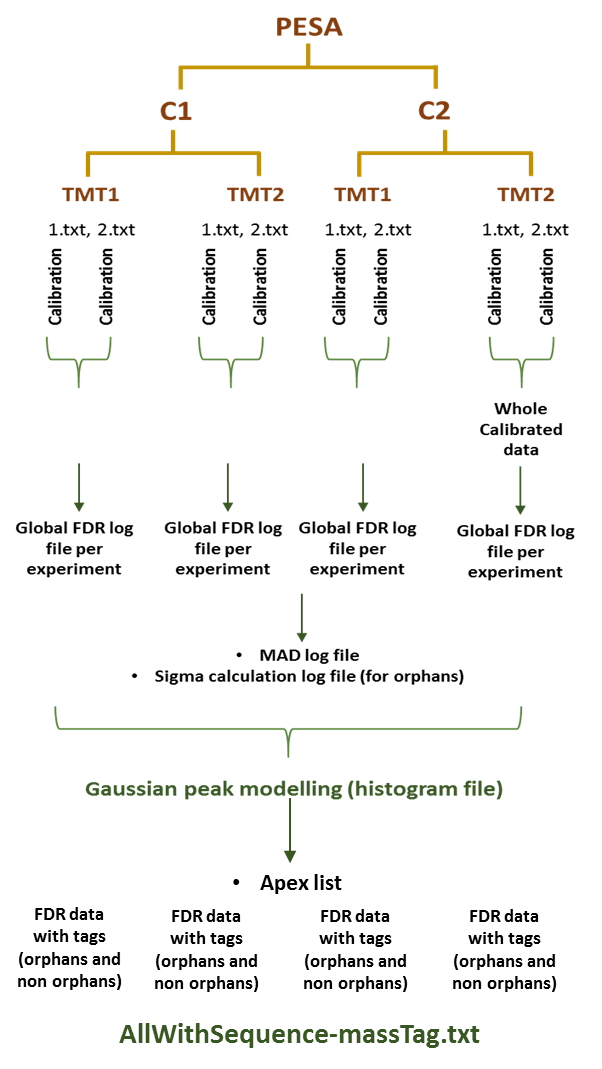 PESA
C1
C2
TMT1
TMT2
TMT1
TMT2
1.txt, 2.txt
1.txt, 2.txt
1.txt, 2.txt
1.txt, 2.txt
Calibration
Calibration
Calibration
Calibration
Calibration
Calibration
Calibration
Calibration
Whole
Calibrated
data
Global FDR log
file per
experiment
Global FDR log
file per
experiment
Global FDR log
file per
experiment
Global FDR log
file per
experiment
• MAD log file
• Sigma calculation log file (for orphans)
Gaussian peak modelling (histogram file)
• Apex list
FDR data
with tags
(orphans and
non orphans)
FDR data
with tags
(orphans and
non orphans)
FDR data
with tags
(orphans and
non orphans)
FDR data
with tags
(orphans and
non orphans)
AllWithSequence-massTag.txt